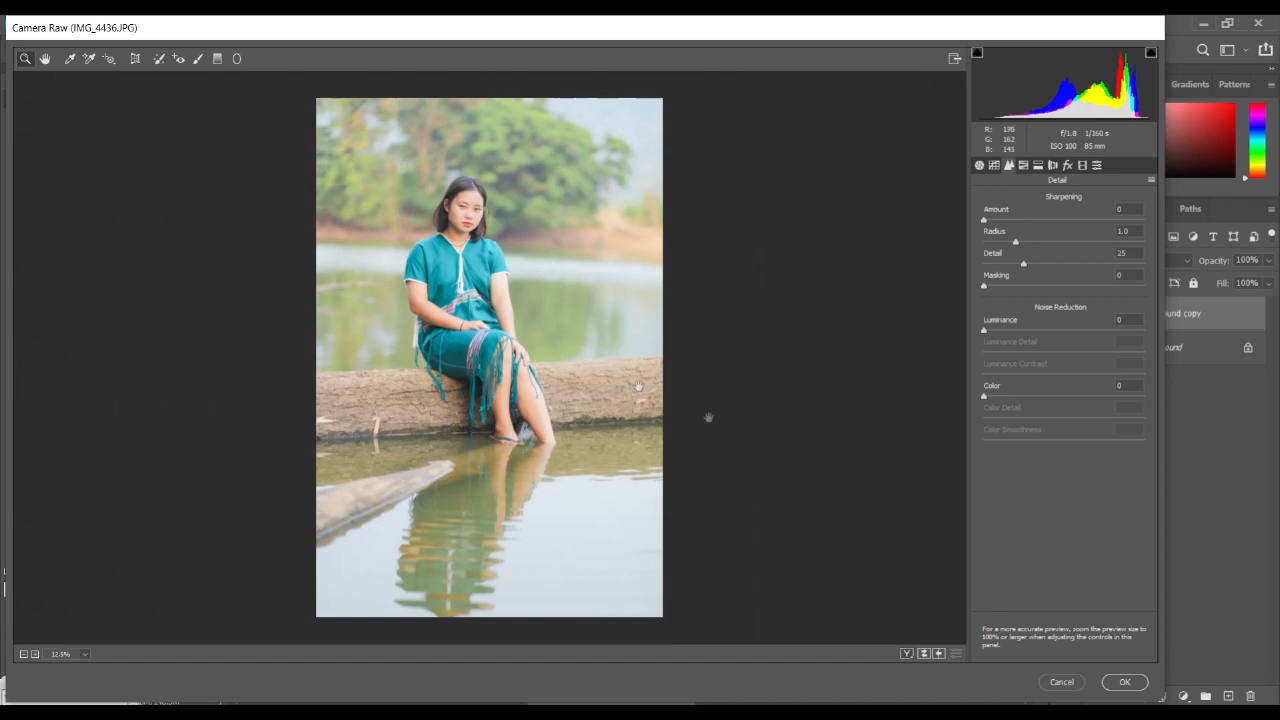 Camera Raw (IMG_4436.JPG)
Gradients
Patterns
R: 196
G: 162
B: 145
f/1.8 1/160 s
ISO 100 85 mm
Detail
Sharpening
Amount 0
Radius 1.0
Detail 25
Masking 0
Noise Reduction
Luminance 0
Luminance Detail
Luminance Contrast
Color 0
Color Detail
Color Smoothness
Paths
Opacity: 100%
Fill: 100%
und copy
ound
For a more accurate preview, zoom the preview size to
100% or larger when adjusting the controls in this
panel.
12.5%
Y
Cancel
OK